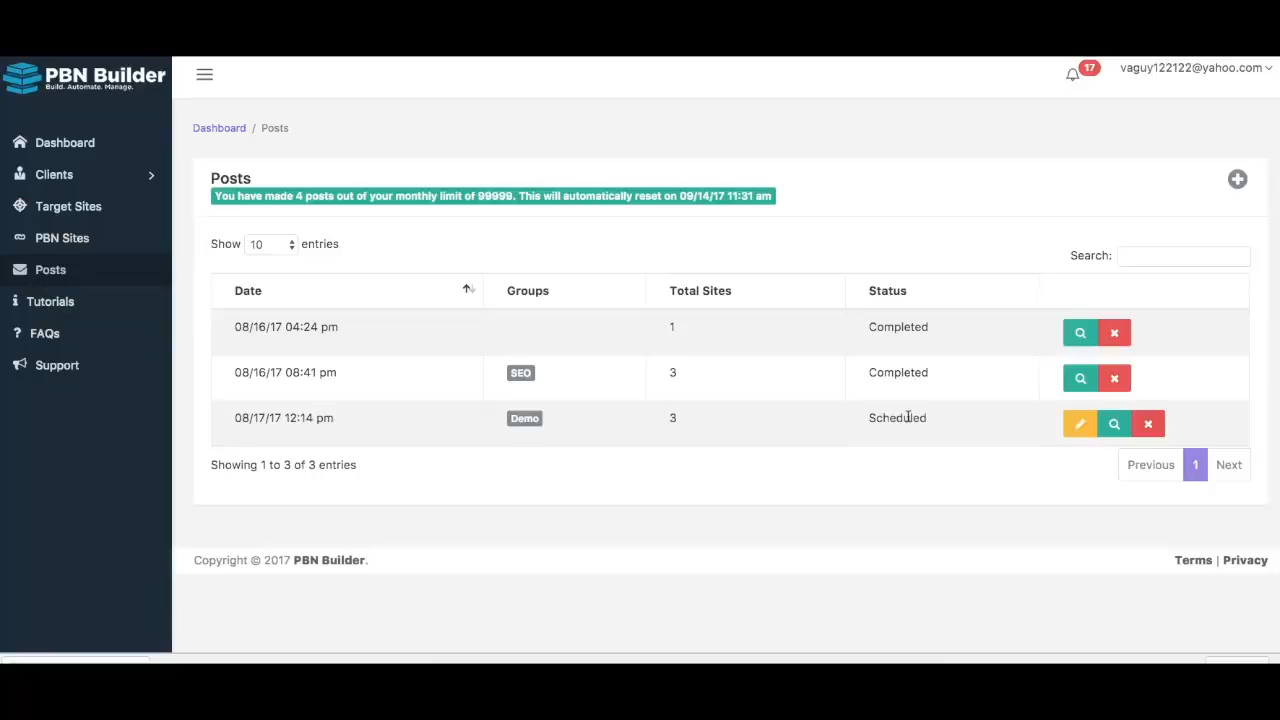 PBN Builder
Build. Automate. Manage.
17
vaguy122122@yahoo.com
Dashboard
Clients
Target Sites
PBN Sites
Posts
Tutorials
FAQs
Support
Dashboard / Posts
Posts
You have made 4 posts out of your monthly limit of 99999. This will automatically reset on 09/14/17 11:31 am
Show 10 entries
Search:
Date Groups Total Sites Status
08/16/17 04:24 pm 1 Completed
08/16/17 08:41 pm SEO 3 Completed
08/17/17 12:14 pm Demo 3 Scheduled
Showing 1 to 3 of 3 entries
Previous 1 Next
Copyright © 2017 PBN Builder.
Terms | Privacy